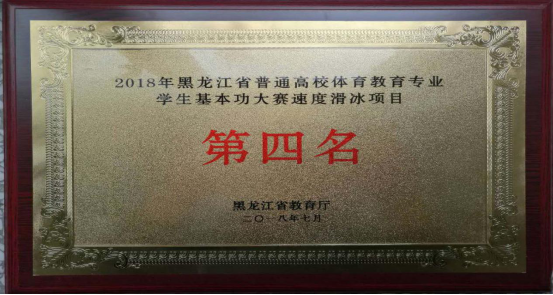 2018年黑龙江省普通高校体育教育专业
学生基本功大赛速度滑冰项目
第四名
黑龙江省教育厅
二〇一八年七月